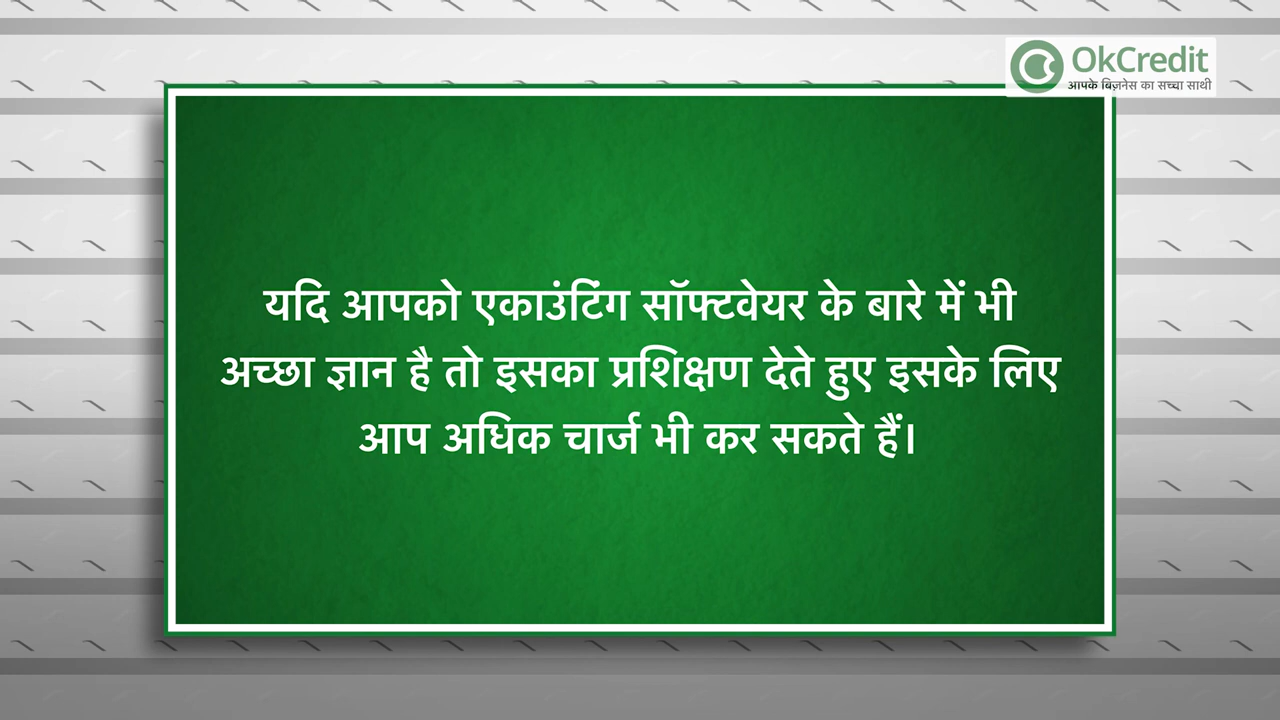 OkCredit
आपके बिज़नेस का सच्चा साथी
यदि आपको एकाउंटिंग सॉफ्टवेयर के बारे में भी
अच्छा ज्ञान है तो इसका प्रशिक्षण देते हुए इसके लिए
आप अधिक चार्ज भी कर सकते हैं।